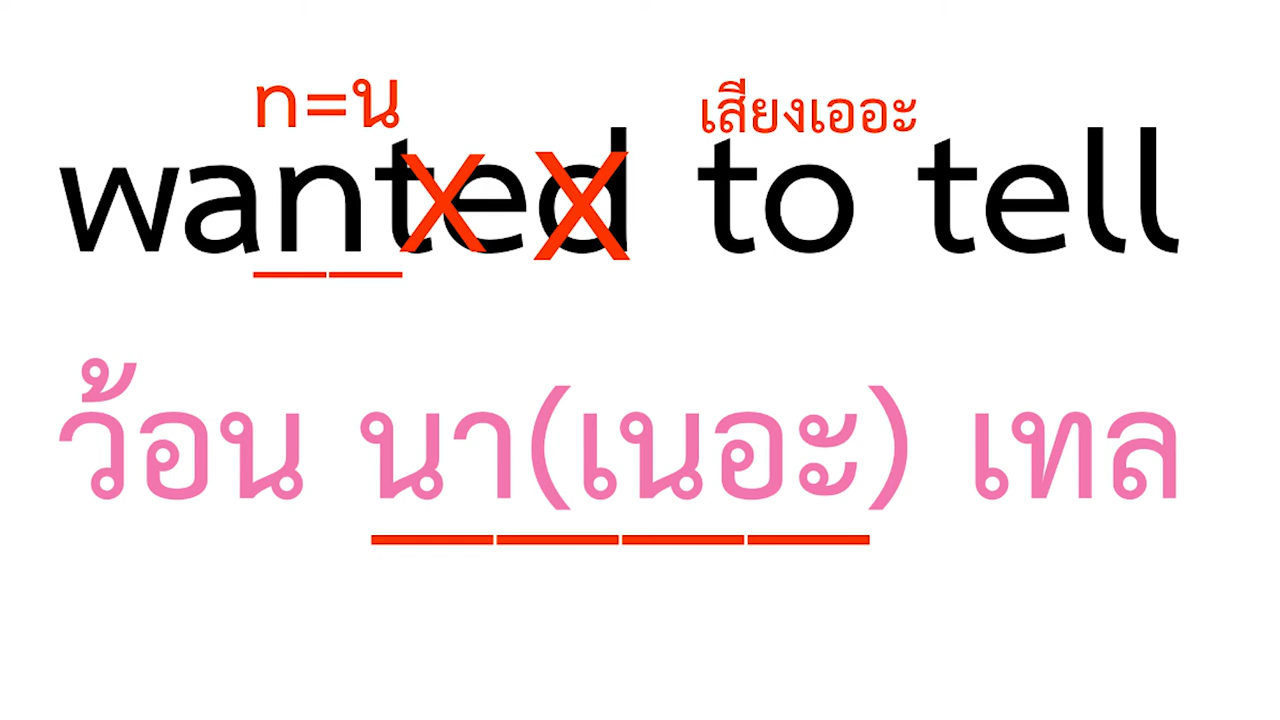 n=น เสียงเออะ
wanted to tell
ว้อน นา(เนอะ) เทล